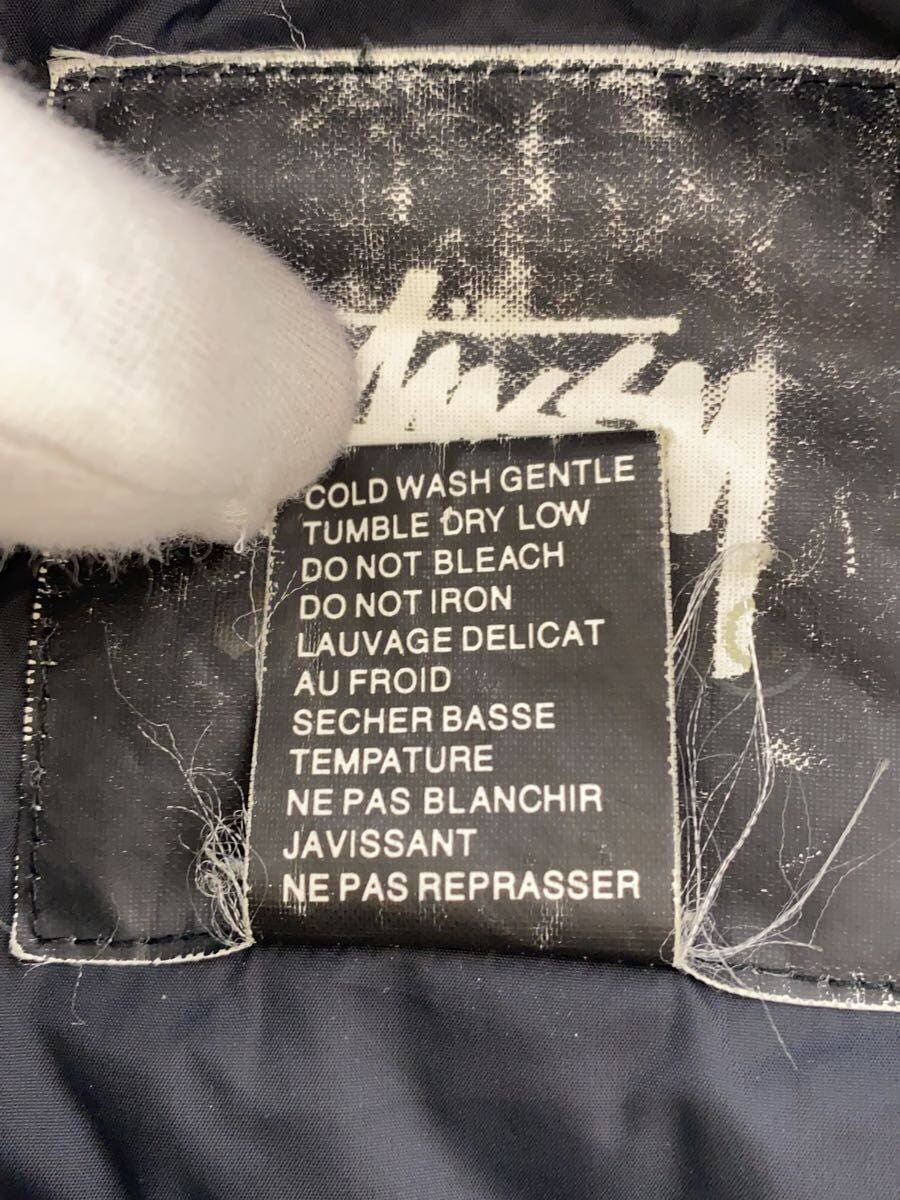 Stüssy
COLD WASH GENTLE
TUMBLE DRY LOW
DO NOT BLEACH
DO NOT IRON
LAUVAGE DELICAT
AU FROID
SECHER BASSE
TEMPATURE
NE PAS BLANCHIR
JAVISSANT
NE PAS REPRASSER